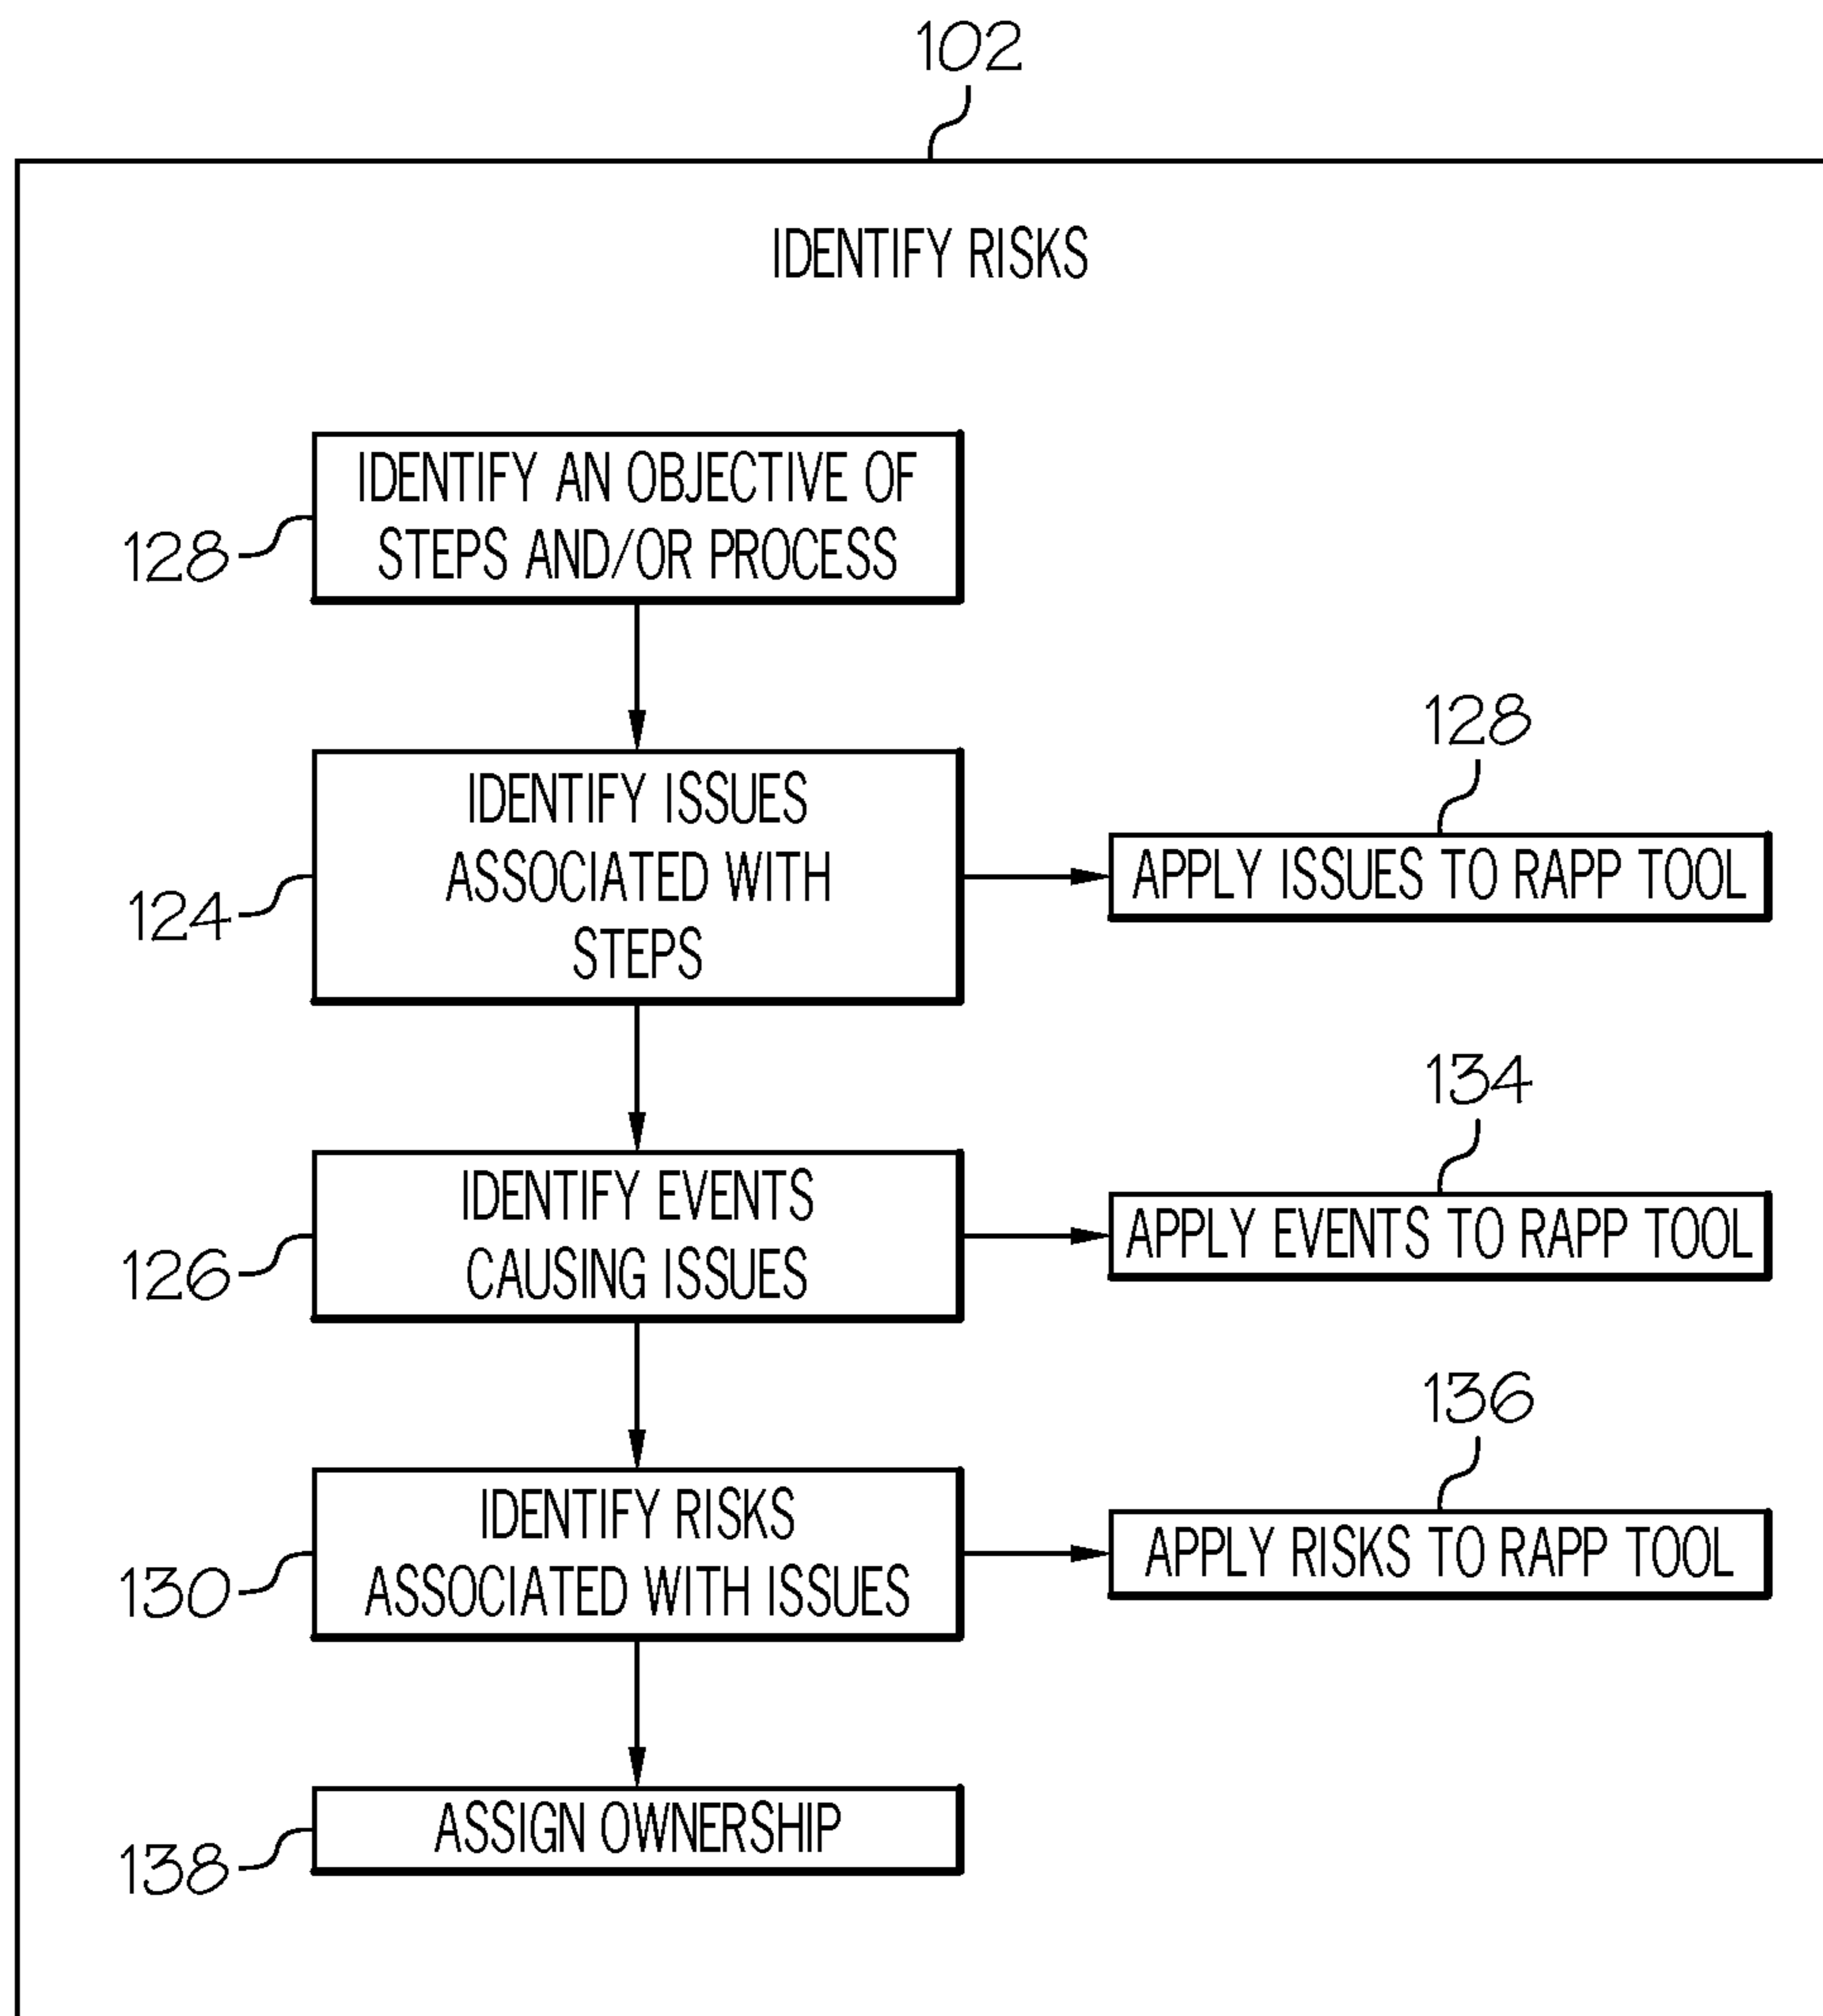 102
IDENTIFY RISKS
IDENTIFY AN OBJECTIVE OF
STEPS AND/OR PROCESS
128
IDENTIFY ISSUES
ASSOCIATED WITH
STEPS
124
128
APPLY ISSUES TO RAPP TOOL
IDENTIFY EVENTS
CAUSING ISSUES
126
134
APPLY EVENTS TO RAPP TOOL
IDENTIFY RISKS
ASSOCIATED WITH ISSUES
130
136
APPLY RISKS TO RAPP TOOL
ASSIGN OWNERSHIP
138